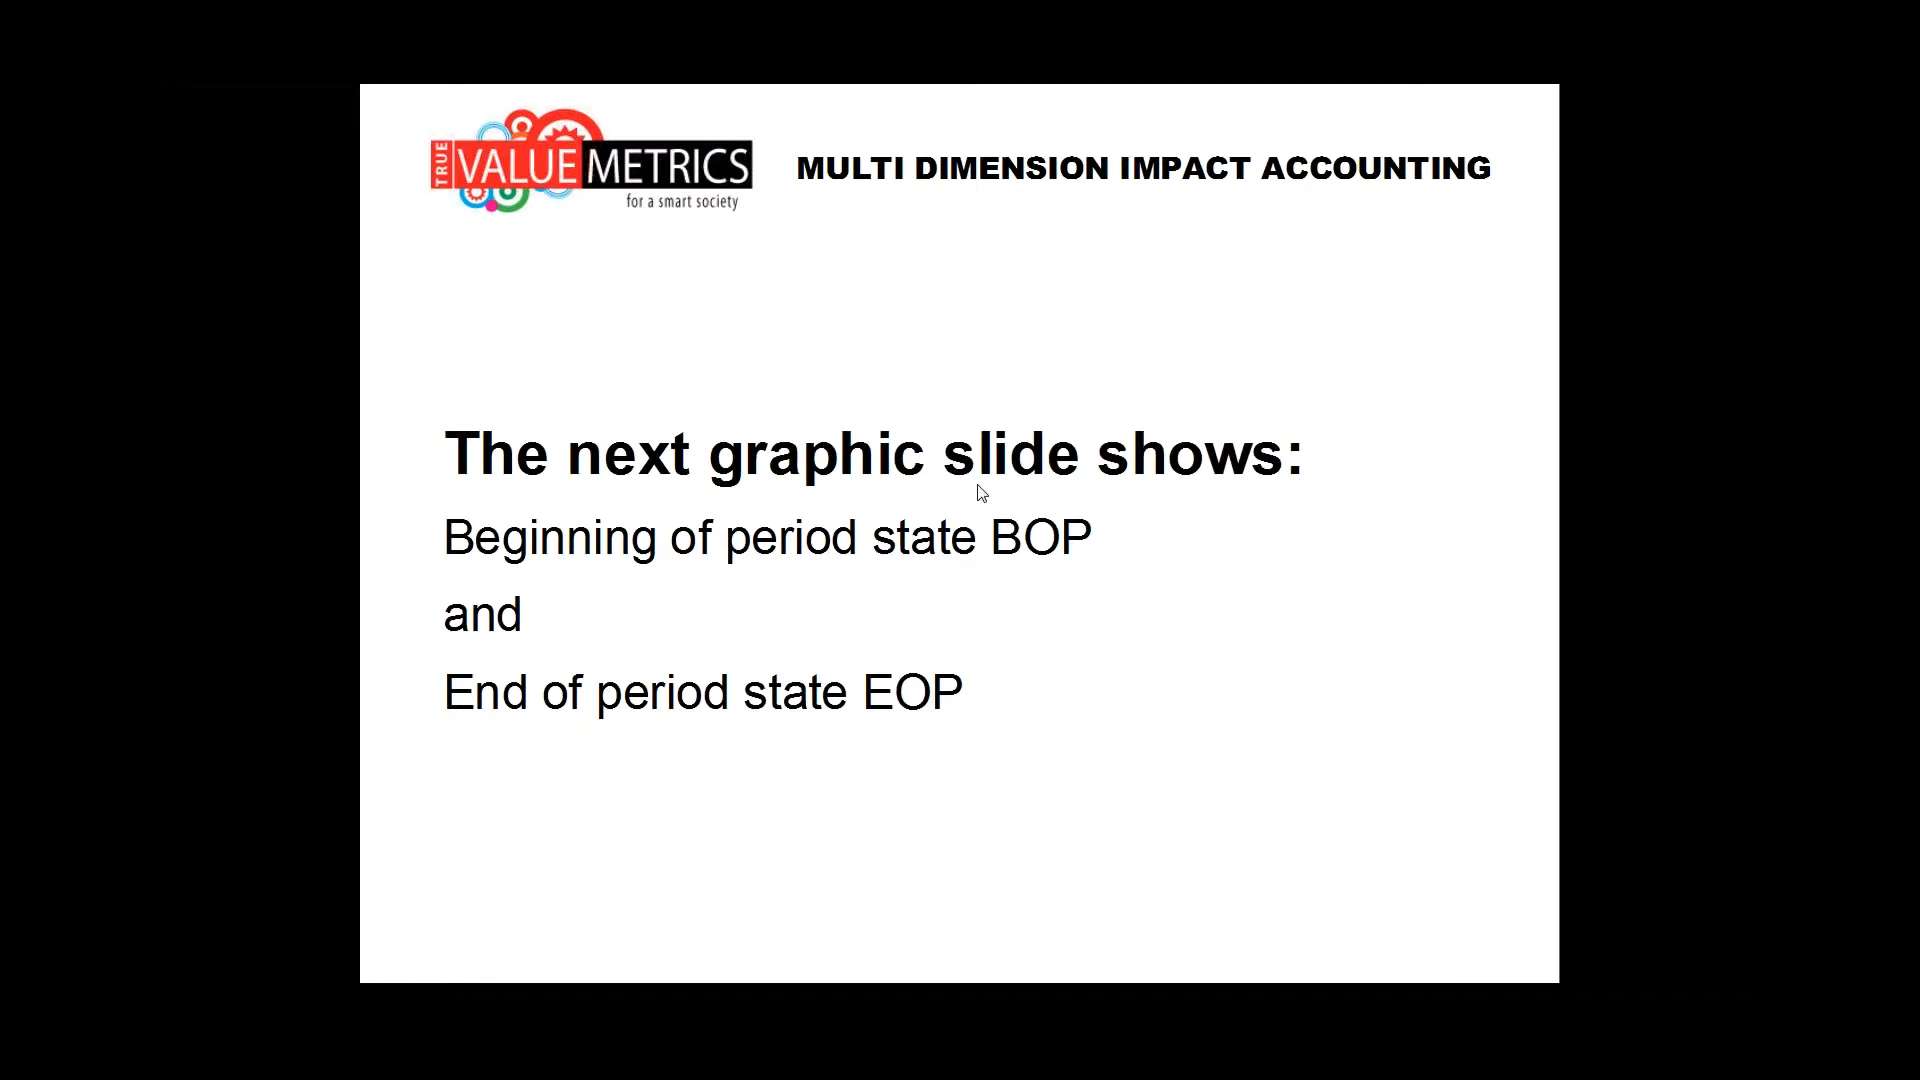 TRUE VALUE METRICS
for a smart society
MULTI DIMENSION IMPACT ACCOUNTING
The next graphic slide shows:
Beginning of period state BOP
and
End of period state EOP